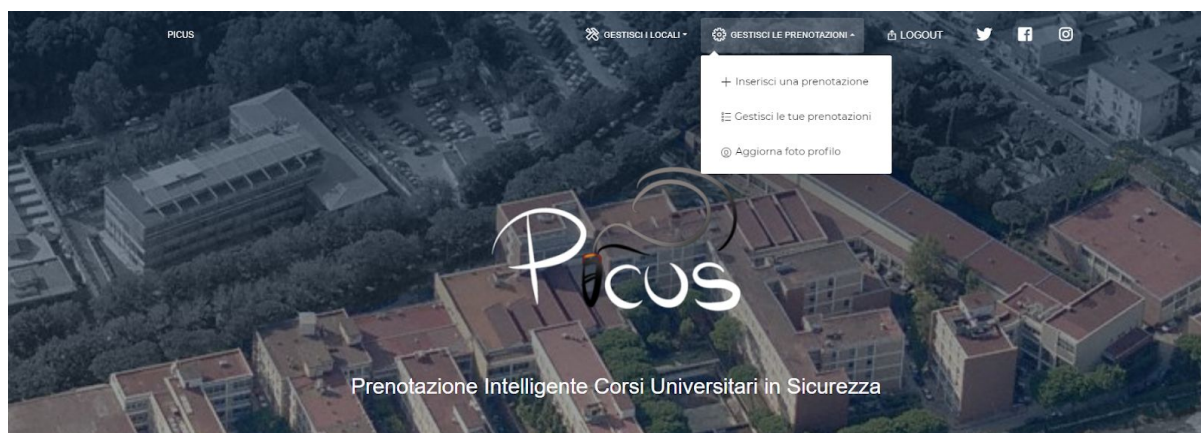 PICUS
GESTISCI I LOCALI
GESTISCI LE PRENOTAZIONI
LOGOUT
Inserisci una prenotazione
Gestisci le tue prenotazioni
Aggiorna foto profilo
Picus
Prenotazione Intelligente Corsi Universitari in Sicurezza